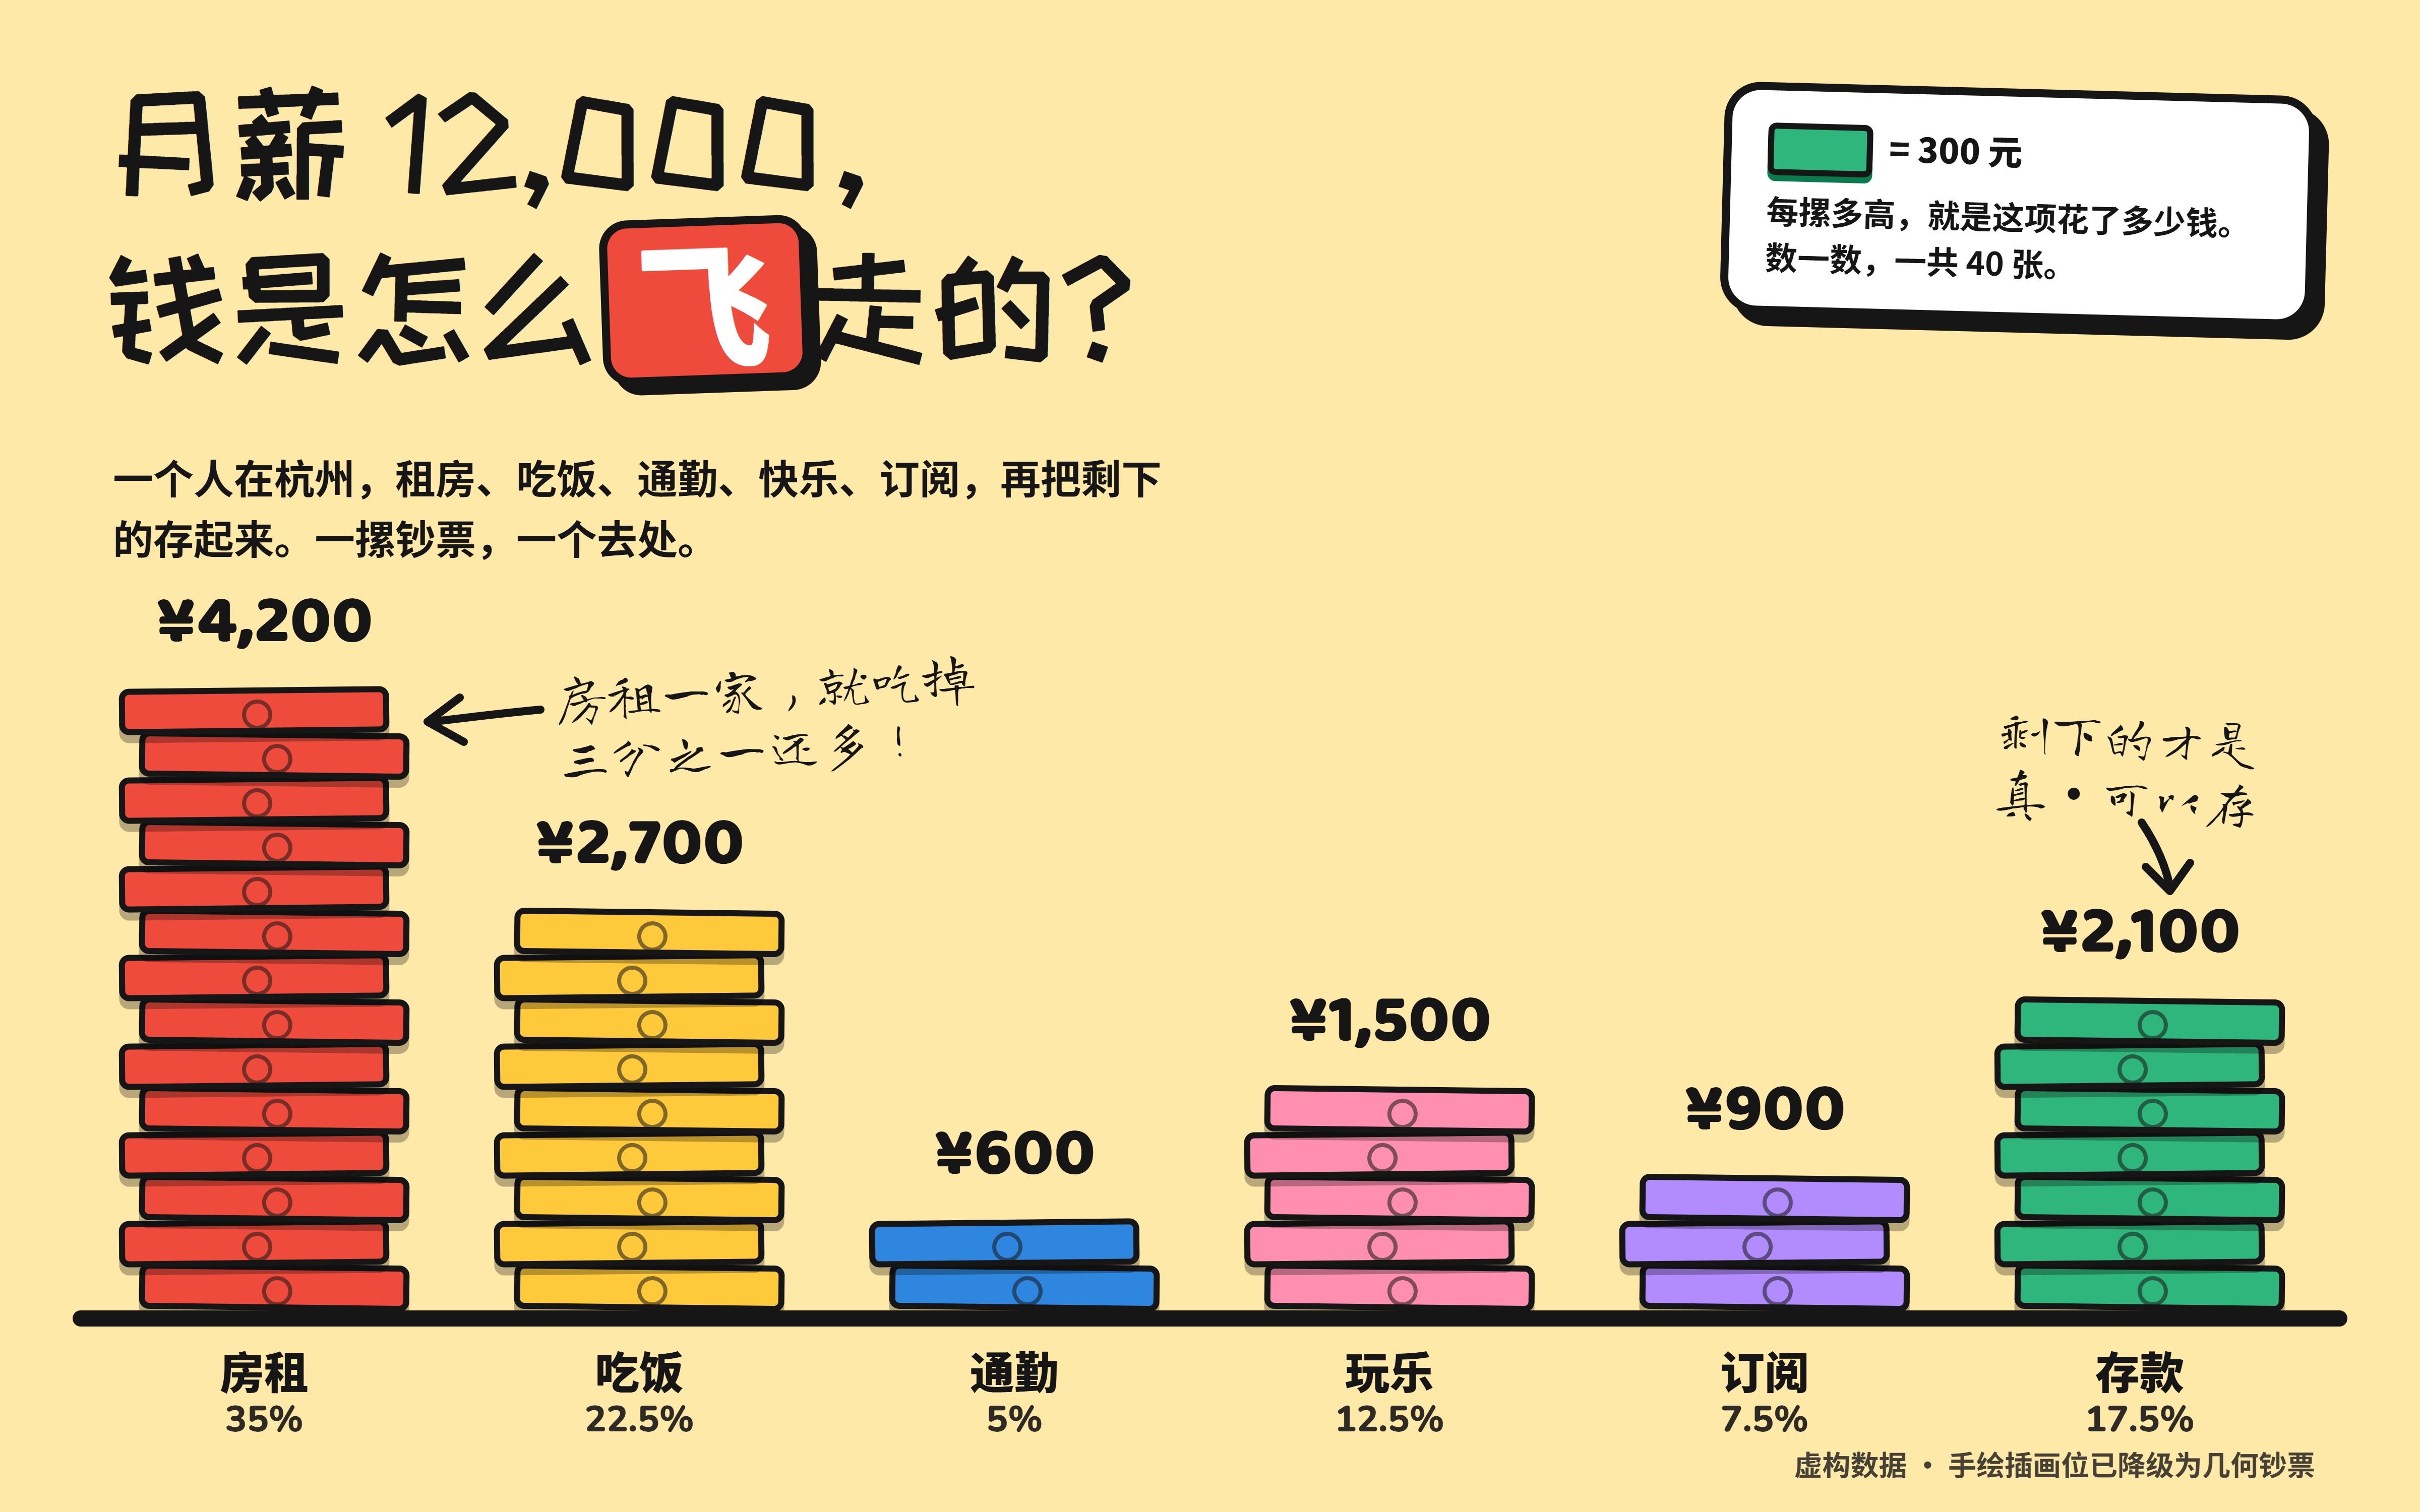 月薪 12,000,
钱是怎么飞走的?
= 300 元
每摞多高，就是这项花了多少钱。
数一数，一共 40 张。
一个人在杭州，租房、吃饭、通勤、快乐、订阅，再把剩下
的存起来。一摞钞票，一个去处。
¥4,200
房租一家，就吃掉
三分之一还多！
¥2,700
¥600
¥1,500
¥900
剩下的才是
真·可以存
¥2,100
房租
35%
吃饭
22.5%
通勤
5%
玩乐
12.5%
订阅
7.5%
存款
17.5%
虚构数据 · 手绘插画位已降级为几何钞票